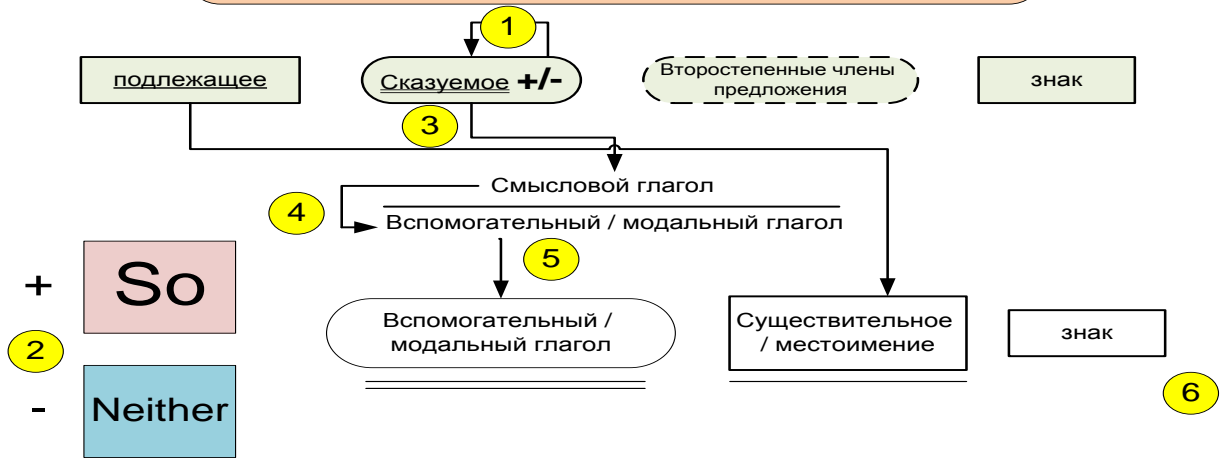 1
подлежащее
Сказуемое +/-
Второстепенные члены
предложения
знак
3
Смысловой глагол
4
Вспомогательный / модальный глагол
5
+
So
Вспомогательный /
модальный глагол
Существительное
/ местоимение
знак
2
-
Neither
6